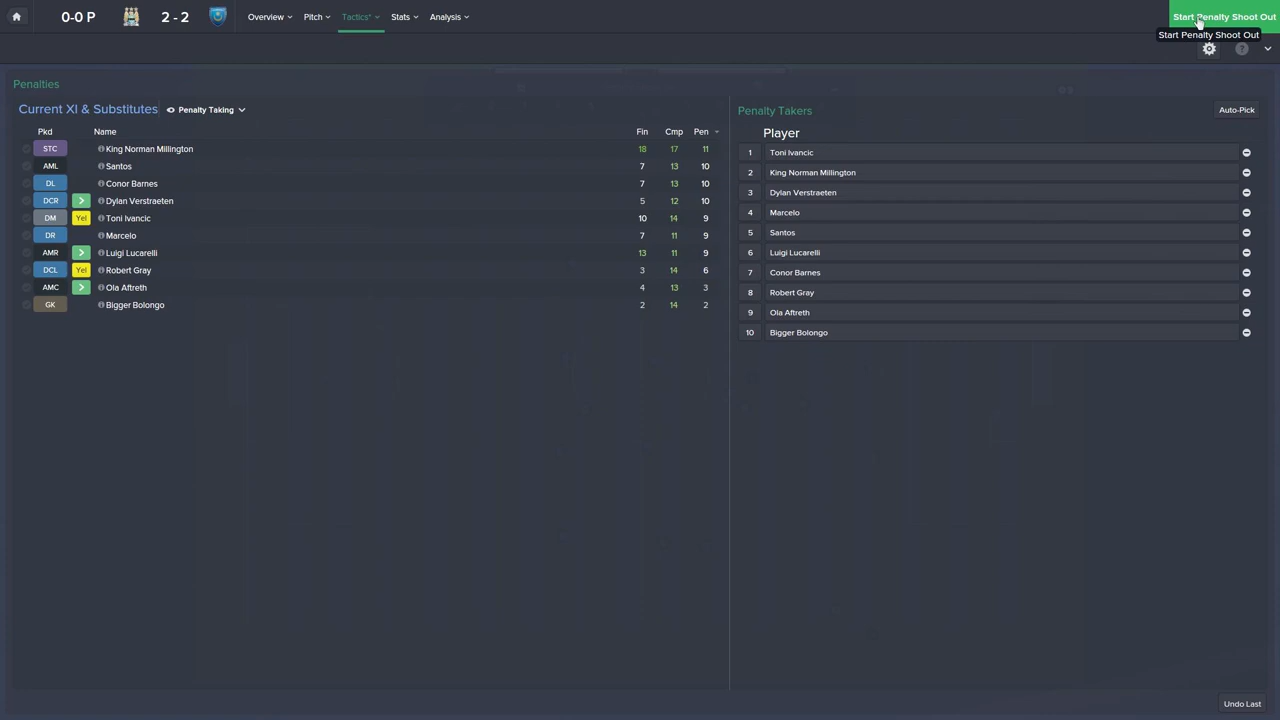 0-0 P 2 - 2 Overview Pitch Tactics* Stats Analysis Start Penalty Shoot Out
Start Penalty Shoot Out
?
Penalties
Current XI & Substitutes Penalty Taking
Pkd Name Fin Cmp Pen
STC King Norman Millington 18 17 11
AML Santos 7 13 10
DL Conor Barnes 7 13 10
DCR Dylan Verstraeten 5 12 10
DM Yel Toni Ivancic 10 14 9
DR Marcelo 7 11 9
AMR Luigi Lucarelli 13 11 9
DCL Yel Robert Gray 3 14 6
AMC Ola Aftreth 4 13 3
GK Bigger Bolongo 2 14 2
Penalty Takers Auto-Pick
Player
1 Toni Ivancic
2 King Norman Millington
3 Dylan Verstraeten
4 Marcelo
5 Santos
6 Luigi Lucarelli
7 Conor Barnes
8 Robert Gray
9 Ola Aftreth
10 Bigger Bolongo
Undo Last